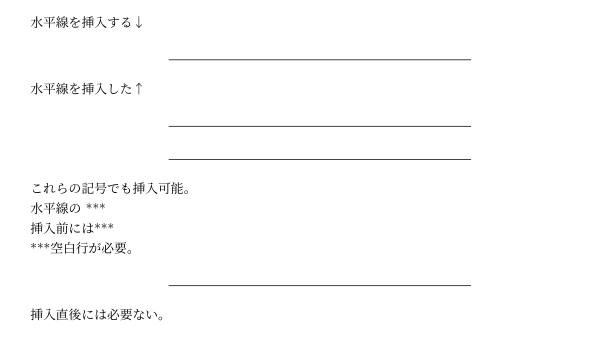 水平線を挿入する↓
水平線を挿入した↑
これらの記号でも挿入可能。
水平線の ***
挿入前には***
***空白行が必要。
挿入直後には必要ない。